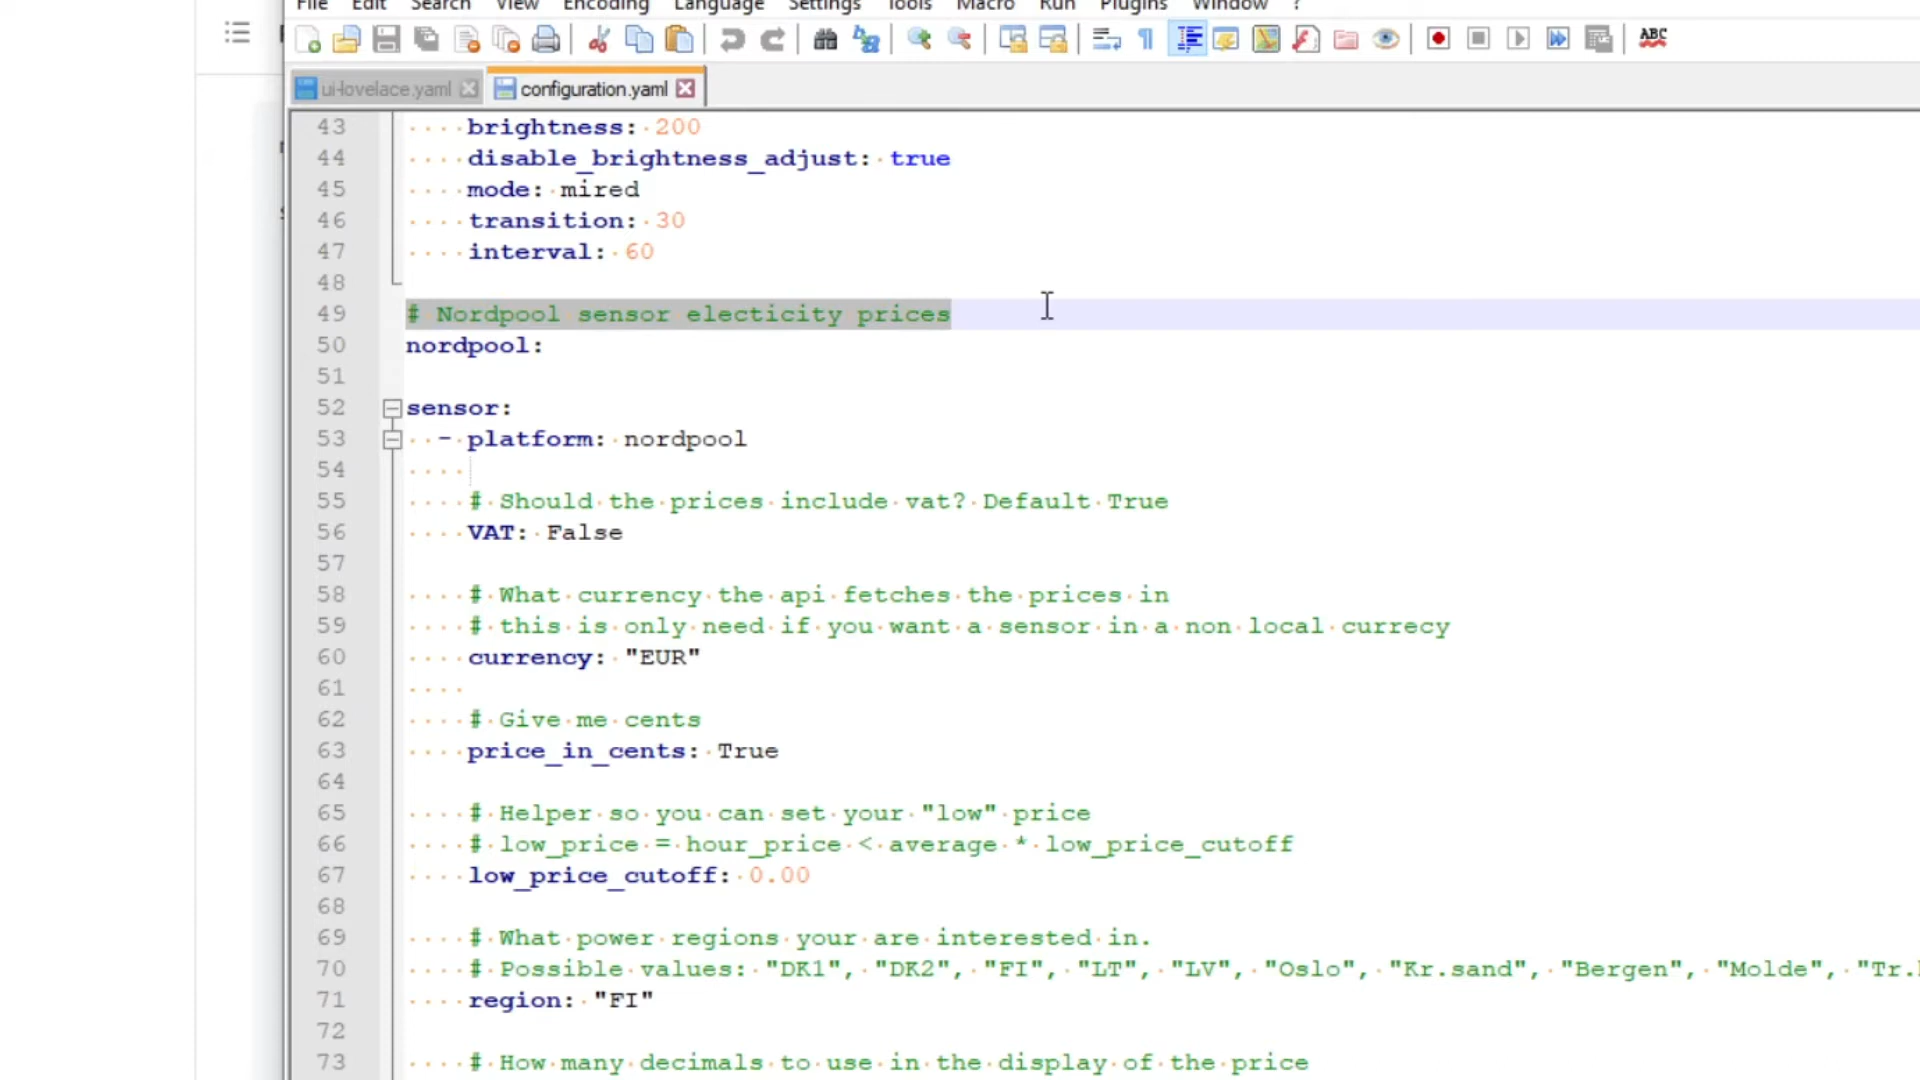 File Edit Search View Encoding Language Settings Tools Macro Run Plugins Window ?
ABC
ui-lovelace.yaml configuration.yaml
43 brightness: 200
44 disable_brightness_adjust: true
45 mode: mired
46 transition: 30
47 interval: 60
48
49 # Nordpool sensor electicity prices
50 nordpool:
51
52 sensor:
53 - platform: nordpool
54
55 # Should the prices include vat? Default True
56 VAT: False
57
58 # What currency the api fetches the prices in
59 # this is only need if you want a sensor in a non local currecy
60 currency: "EUR"
61
62 # Give me cents
63 price_in_cents: True
64
65 # Helper so you can set your "low" price
66 # low_price = hour_price < average * low_price_cutoff
67 low_price_cutoff: 0.00
68
69 # What power regions your are interested in.
70 # Possible values: "DK1", "DK2", "FI", "LT", "LV", "Oslo", "Kr.sand", "Bergen", "Molde", "Tr.
71 region: "FI"
72
73 # How many decimals to use in the display of the price